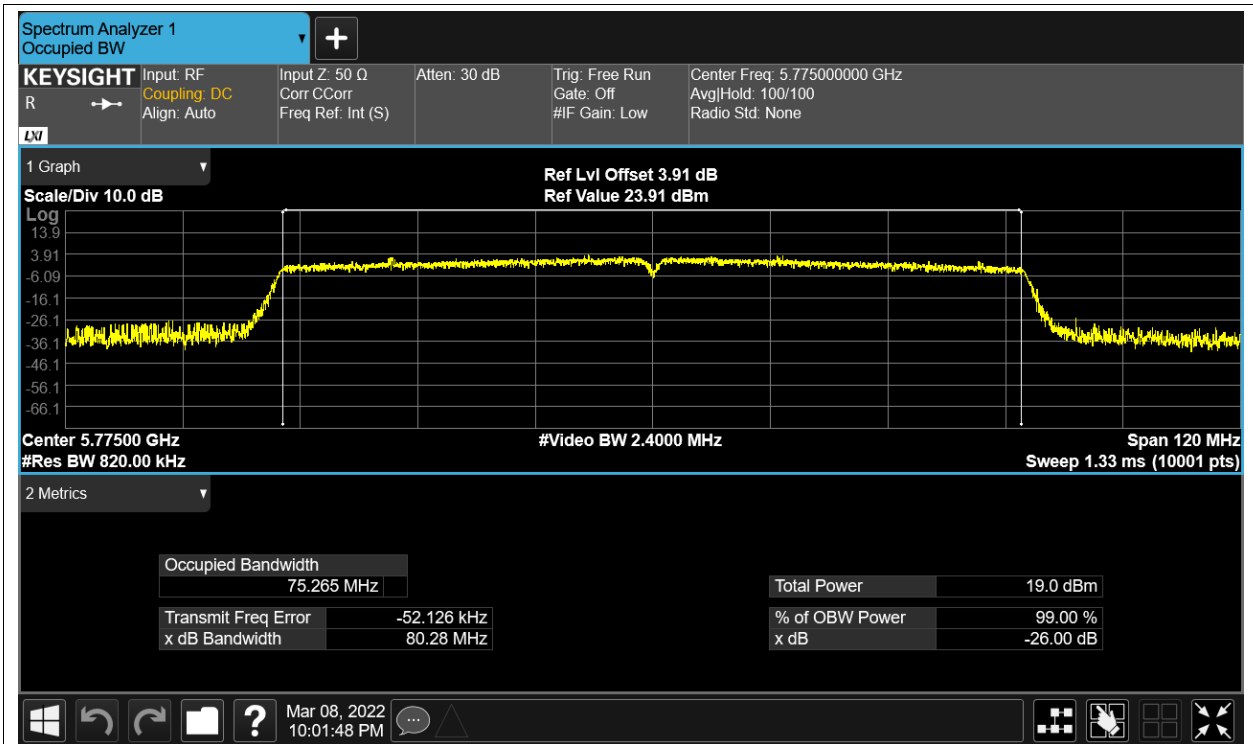 Spectrum Analyzer 1
Occupied BW
KEYSIGHT
R
LXI
Input: RF
Coupling: DC
Align: Auto
Input Z: 50 Ω
Corr CCorr
Freq Ref: Int (S)
Atten: 30 dB
Trig: Free Run
Gate: Off
#IF Gain: Low
Center Freq: 5.775000000 GHz
Avg|Hold: 100/100
Radio Std: None
1 Graph
Scale/Div 10.0 dB
Ref Lvl Offset 3.91 dB
Ref Value 23.91 dBm
Log
13.9
3.91
-6.09
-16.1
-26.1
-36.1
-46.1
-56.1
-66.1
Center 5.77500 GHz
#Video BW 2.4000 MHz
Span 120 MHz
#Res BW 820.00 kHz
Sweep 1.33 ms (10001 pts)
2 Metrics
Occupied Bandwidth
75.265 MHz
Total Power 19.0 dBm
Transmit Freq Error -52.126 kHz
% of OBW Power 99.00 %
x dB Bandwidth 80.28 MHz
x dB -26.00 dB
?
Mar 08, 2022
10:01:48 PM